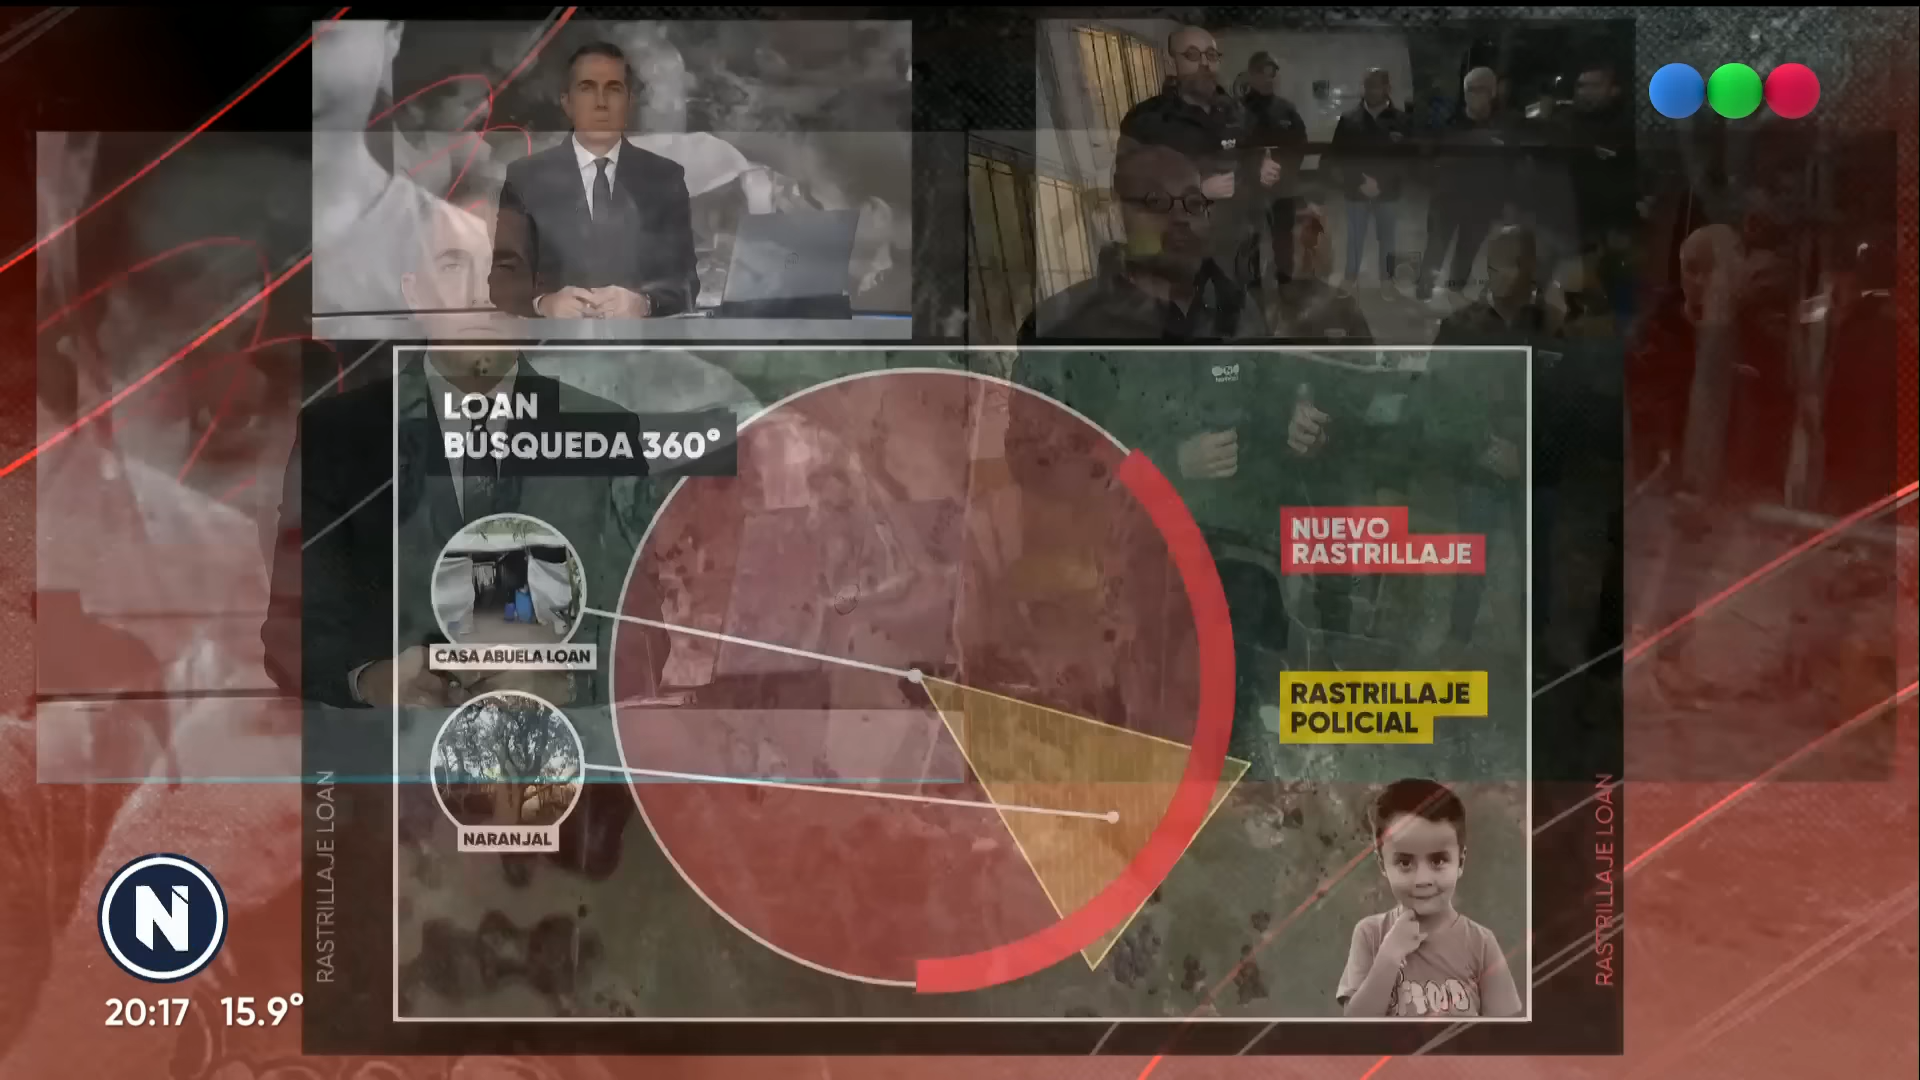 LOAN
BÚSQUEDA 360°
CASA ABUELA LOAN
NARANJAL
NUEVO
RASTRILLAJE
RASTRILLAJE
POLICIAL
RASTRILLAJE LOAN
RASTRILLAJE LOAN
N
20:17 15.9°